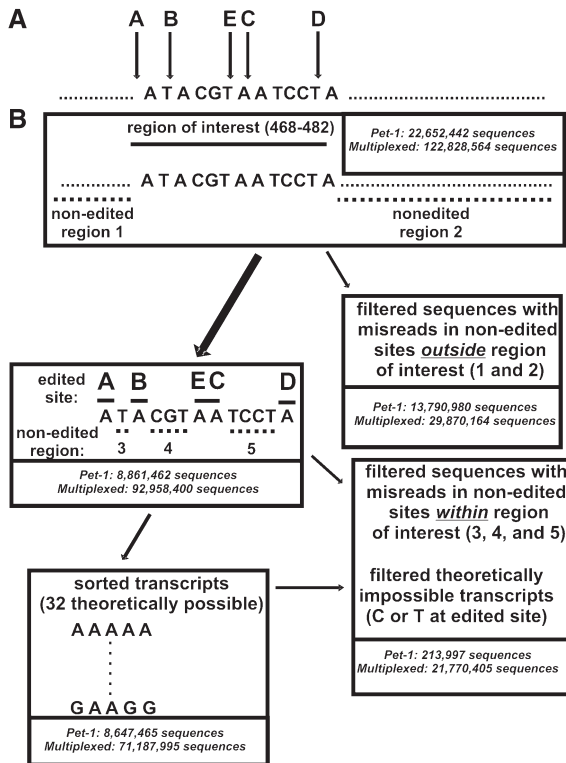 A
A B E C D
A T A CGT A A TCCT A
B
region of interest (468-482)
Pet-1: 22,652,442 sequences
Multiplexed: 122,828,564 sequences
A T A CGT A A TCCT A
non-edited
region 1
nonedited
region 2
filtered sequences with
misreads in non-edited
sites outside region
of interest (1 and 2)
Pet-1: 13,790,980 sequences
Multiplexed: 29,870,164 sequences
edited
site:
A B E C D
A T A CGT A A TCCT A
non-edited
region:
3 4 5
Pet-1: 8,861,462 sequences
Multiplexed: 92,958,400 sequences
filtered sequences with
misreads in non-edited
sites within region
of interest (3, 4, and 5)
filtered theoretically
impossible transcripts
(C or T at edited site)
Pet-1: 213,997 sequences
Multiplexed: 21,770,405 sequences
sorted transcripts
(32 theoretically possible)
A A A A A
G A A G G
Pet-1: 8,647,465 sequences
Multiplexed: 71,187,995 sequences